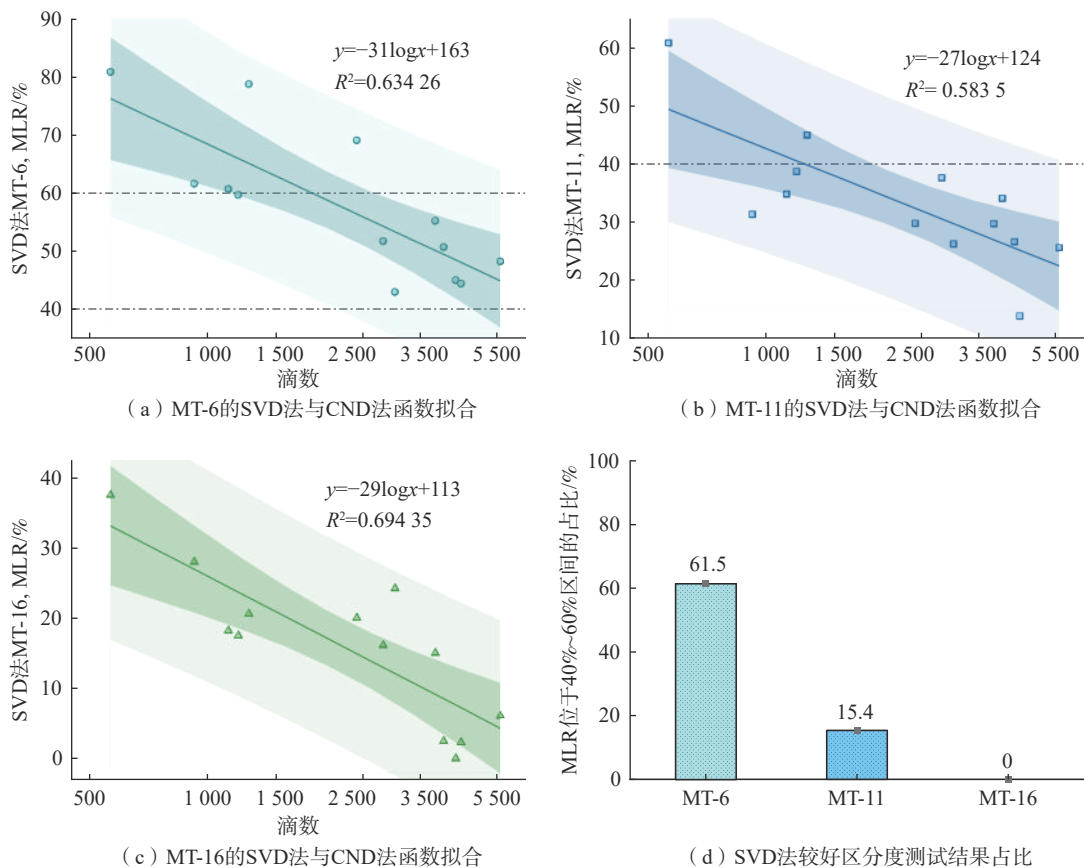 90
80
70
60
50
40
SVD法MT-6, MLR/%
y=−31logx+163
R²=0.634 26
500
1 000
1 500
2 500
3 500
5 500
滴数
（a）MT-6的SVD法与CND法函数拟合
60
50
40
30
20
10
SVD法MT-11, MLR/%
y=−27logx+124
R²= 0.583 5
500
1 000
1 500
2 500
3 500
5 500
滴数
（b）MT-11的SVD法与CND法函数拟合
40
30
20
10
0
SVD法MT-16, MLR/%
y=−29logx+113
R²=0.694 35
500
1 000
1 500
2 500
3 500
5 500
滴数
（c）MT-16的SVD法与CND法函数拟合
100
80
60
40
20
0
MLR位于40%~60%区间的占比/%
61.5
15.4
0
MT-6
MT-11
MT-16
（d）SVD法较好区分度测试结果占比